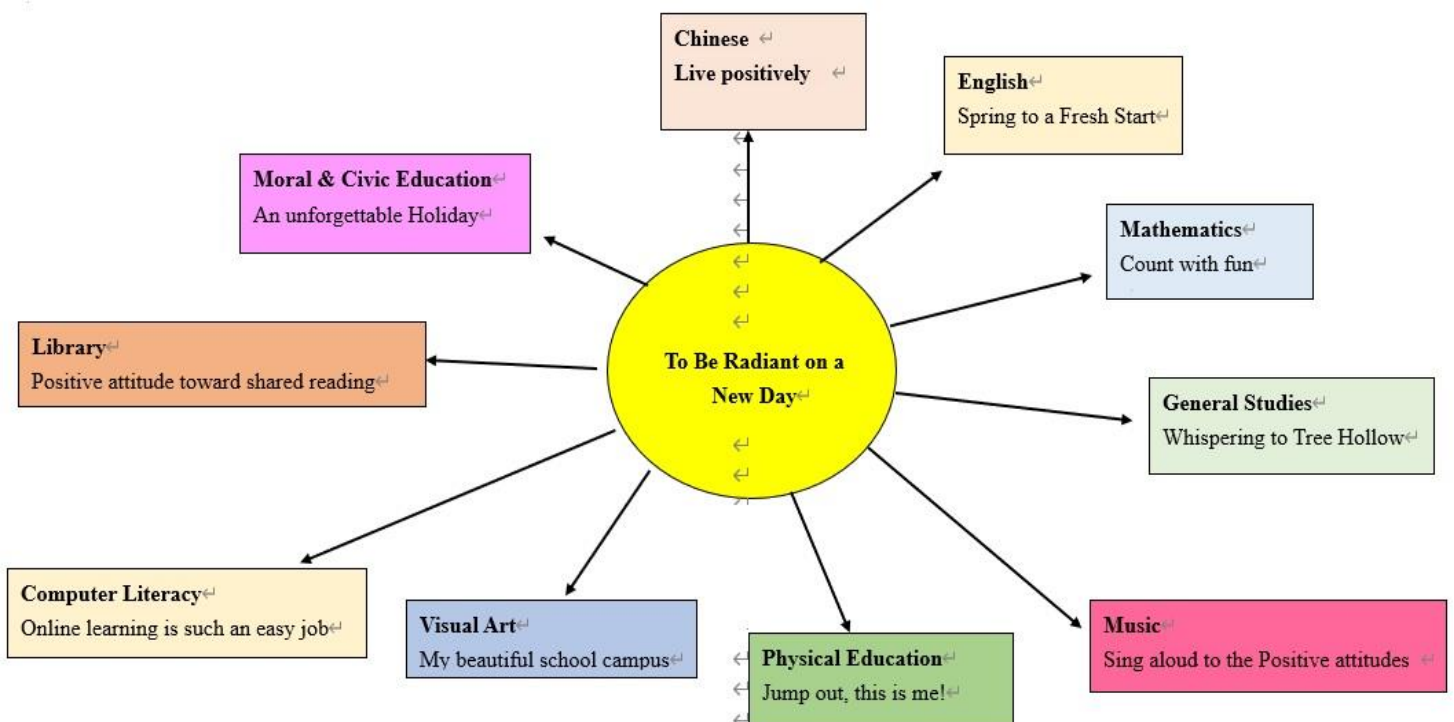 Chinese
Live positively
English
Spring to a Fresh Start
Mathematics
Count with fun
General Studies
Whispering to Tree Hollow
Music
Sing aloud to the Positive attitudes
Physical Education
Jump out, this is me!
Visual Art
My beautiful school campus
Computer Literacy
Online learning is such an easy job
Library
Positive attitude toward shared reading
Moral & Civic Education
An unforgettable Holiday
To Be Radiant on a
New Day